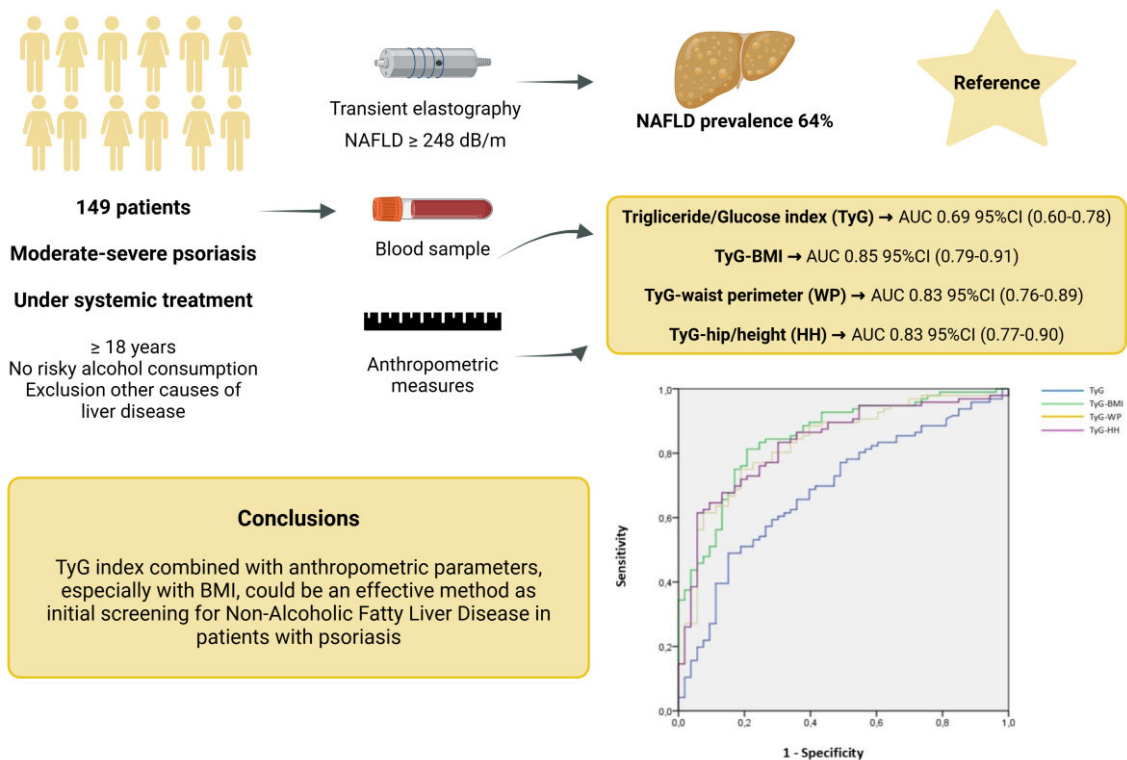 Transient elastography
NAFLD ≥ 248 dB/m
NAFLD prevalence 64%
Reference
149 patients
Moderate-severe psoriasis
Under systemic treatment
≥ 18 years
No risky alcohol consumption
Exclusion other causes of
liver disease
Blood sample
Anthropometric
measures
Trigliceride/Glucose index (TyG) → AUC 0.69 95%CI (0.60-0.78)
TyG-BMI → AUC 0.85 95%CI (0.79-0.91)
TyG-waist perimeter (WP) → AUC 0.83 95%CI (0.76-0.89)
TyG-hip/height (HH) → AUC 0.83 95%CI (0.77-0.90)
Conclusions
TyG index combined with anthropometric parameters,
especially with BMI, could be an effective method as
initial screening for Non-Alcoholic Fatty Liver Disease in
patients with psoriasis
TyG
TyG-BMI
TyG-WP
TyG-HH
Sensitivity
1,0
0,8
0,6
0,4
0,2
0,0
0,0 0,2 0,4 0,6 0,8 1,0
1 - Specificity